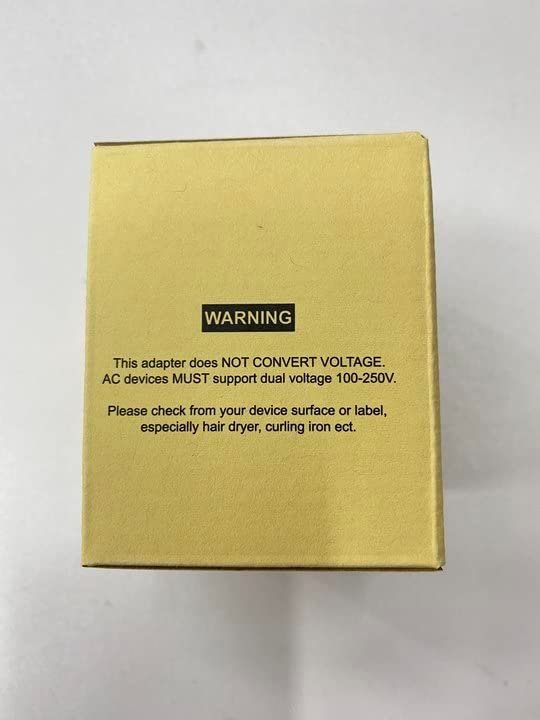 WARNING
This adapter does NOT CONVERT VOLTAGE.
AC devices MUST support dual voltage 100-250V.
Please check from your device surface or label,
especially hair dryer, curling iron ect.